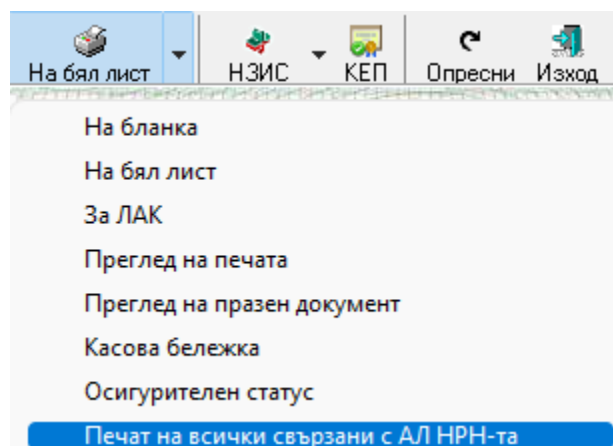 На бял лист НЗИС КЕП Опресни Изход
На бланка
На бял лист
За ЛАК
Преглед на печата
Преглед на празен документ
Касова бележка
Осигурителен статус
Печат на всички свързани с АЛ НРН-та